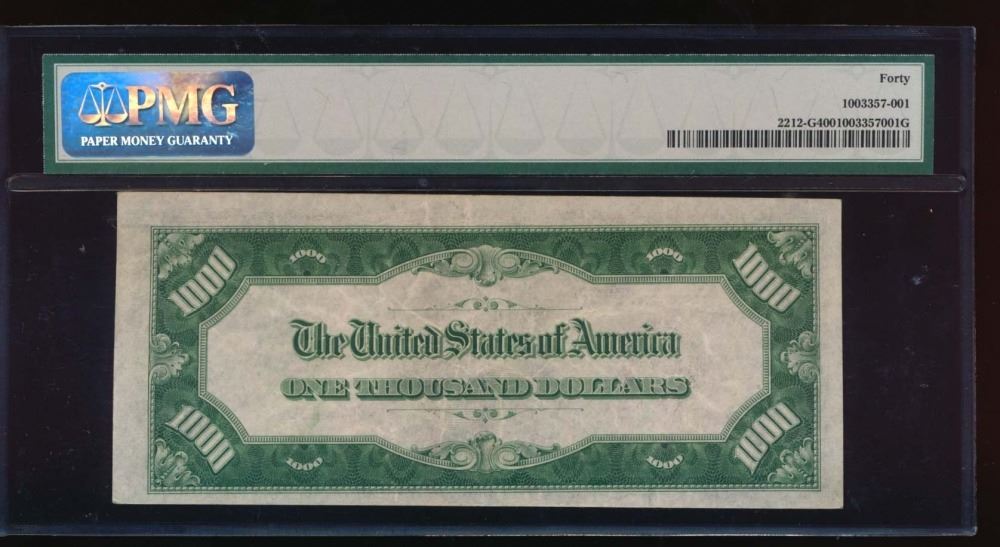 PMG
PAPER MONEY GUARANTY
Forty
1003357-001
2212-G4001003357001G
1000 1000 1000 1000
The United States of America
ONE THOUSAND DOLLARS
1000 1000 1000 1000